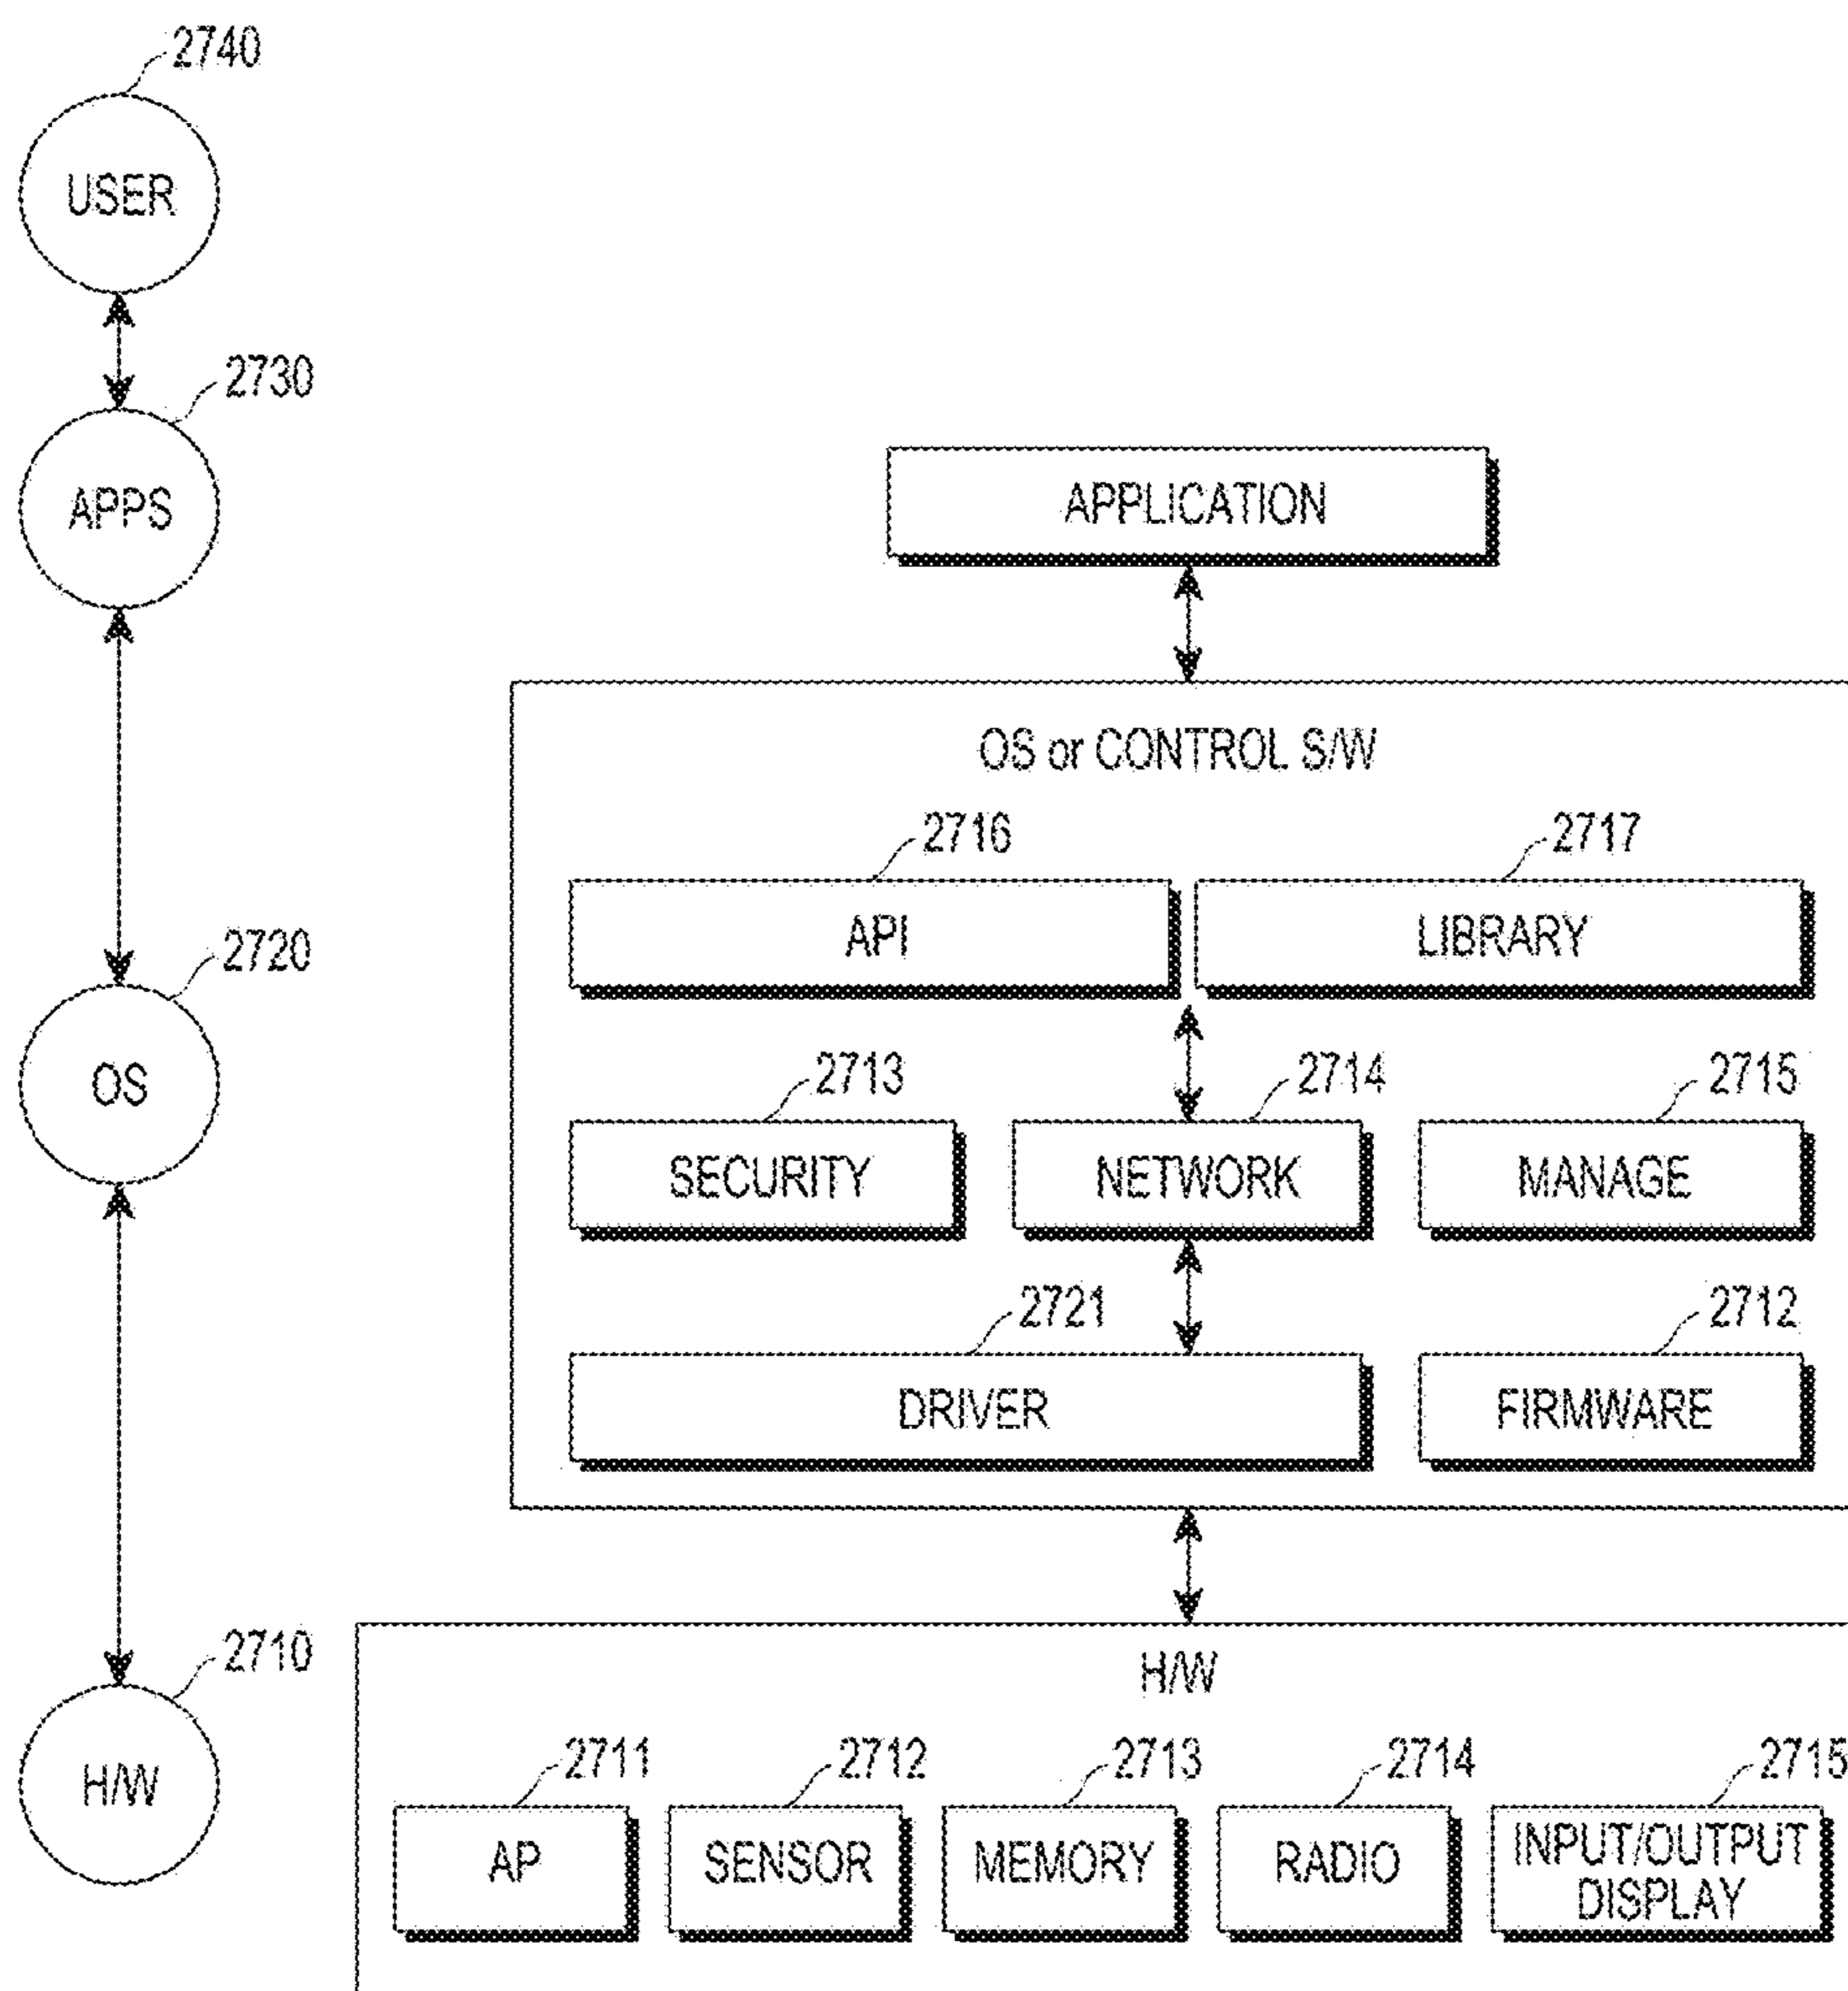 2740
USER
2730
APPS
APPLICATION
OS or CONTROL S/W
2716
2717
API
LIBRARY
2720
OS
2713
2714
2715
SECURITY
NETWORK
MANAGE
2721
2712
DRIVER
FIRMWARE
2710
H/W
H/W
2711
2712
2713
2714
2715
AP
SENSOR
MEMORY
RADIO
INPUT/OUTPUT
DISPLAY